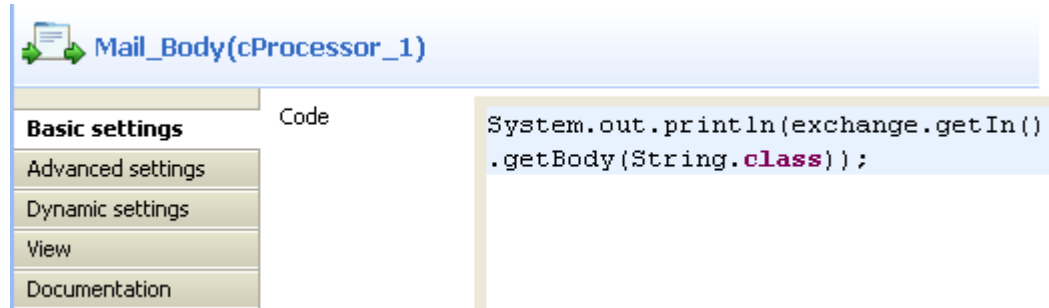 Mail_Body(cProcessor_1)
Basic settings
Advanced settings
Dynamic settings
View
Documentation
Code
System.out.println(exchange.getIn()
.getBody(String.class));